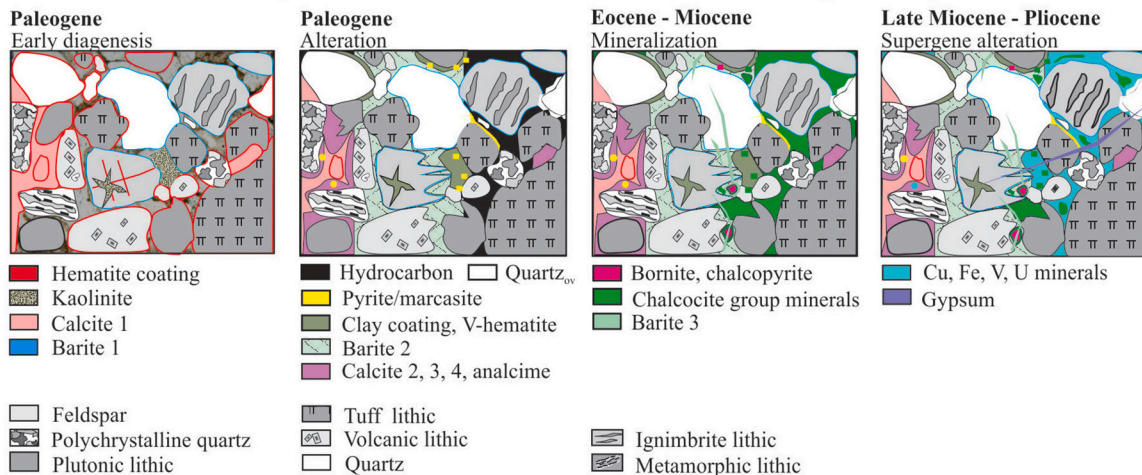 Paleogene
Early diagenesis
Paleogene
Alteration
Eocene - Miocene
Mineralization
Late Miocene - Pliocene
Supergene alteration
Hematite coating
Kaolinite
Calcite 1
Barite 1
Hydrocarbon
Quartzov
Pyrite/marcasite
Clay coating, V-hematite
Barite 2
Calcite 2, 3, 4, analcime
Bornite, chalcopyrite
Chalcocite group minerals
Barite 3
Cu, Fe, V, U minerals
Gypsum
Feldspar
Polychrystalline quartz
Plutonic lithic
Tuff lithic
Volcanic lithic
Quartz
Ignimbrite lithic
Metamorphic lithic